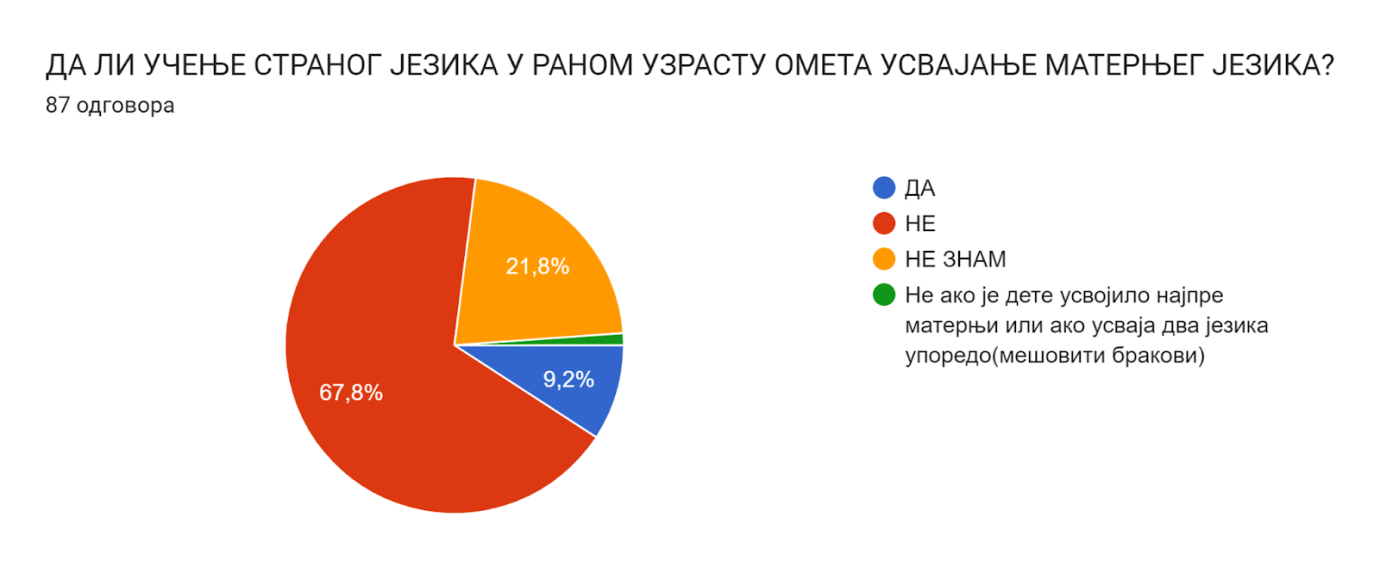 ДА ЛИ УЧЕЊЕ СТРАНОГ ЈЕЗИКА У РАНОМ УЗРАСТУ ОМЕТА УСВАЈАЊЕ МАТЕРЊЕГ ЈЕЗИКА?
87 одговора
21,8%
9,2%
67,8%
ДА
НЕ
НЕ ЗНАМ
Не ако је дете усвојило најпре
матерњи или ако усваја два језика
упоредо(мешовити бракови)